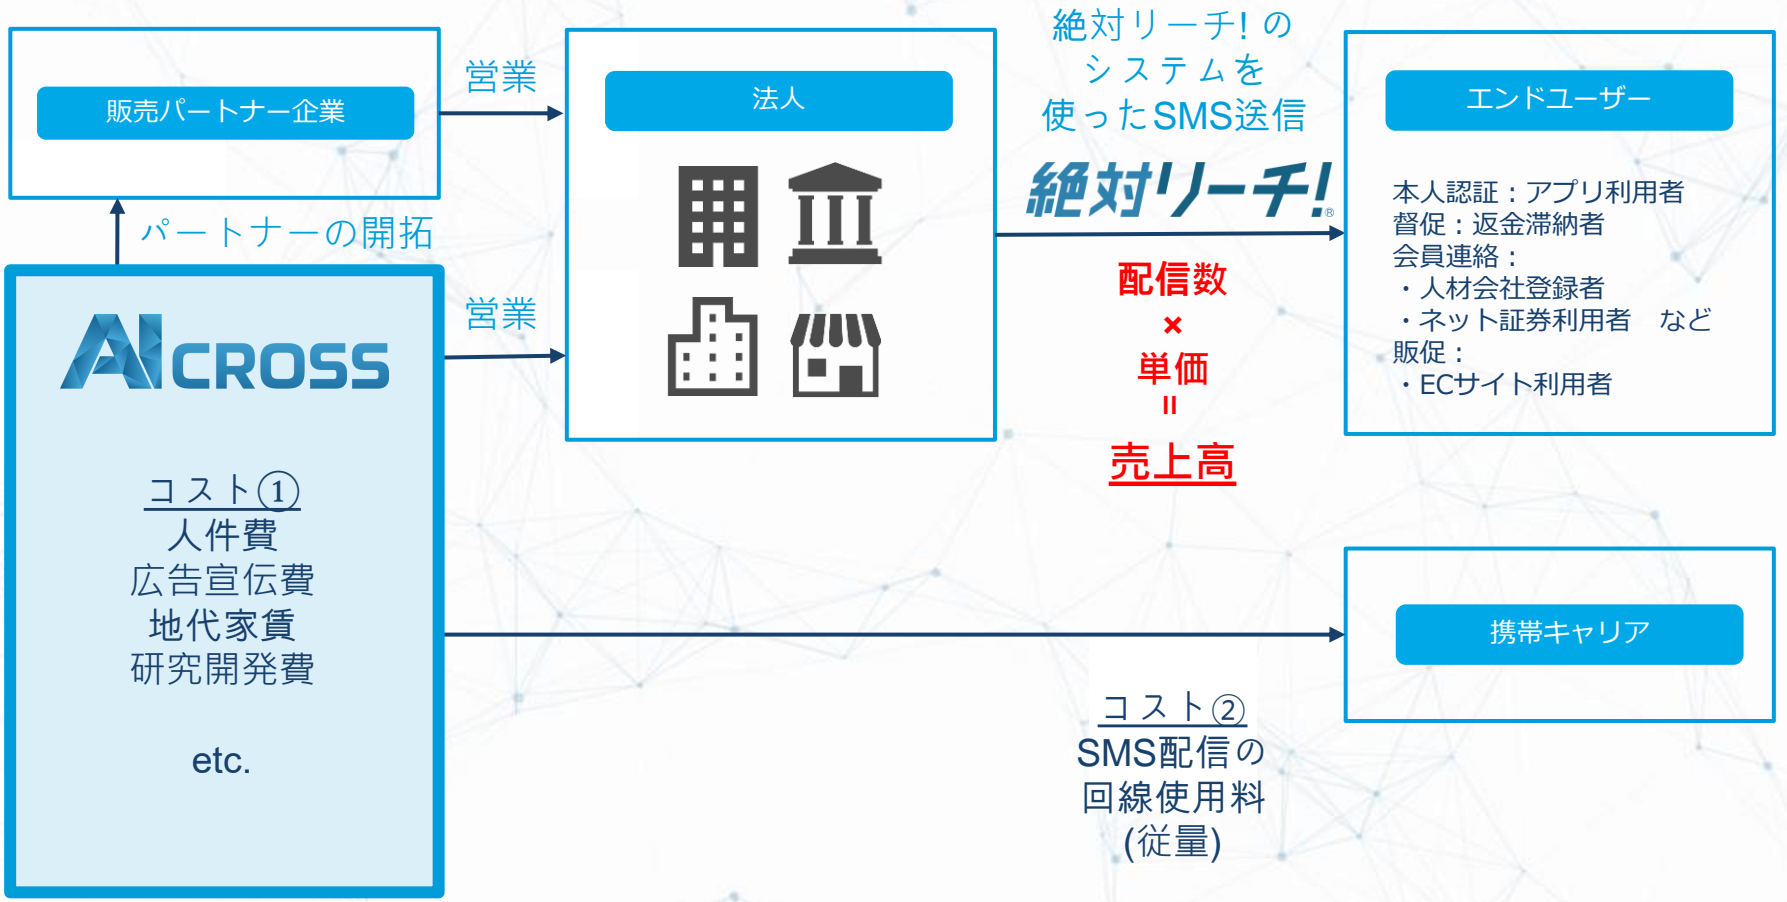 販売パートナー企業
営業
法人
絶対リーチ! の
システムを
使ったSMS送信
絶対リーチ!®
エンドユーザー
本人認証：アプリ利用者
督促：返金滞納者
会員連絡：
・人材会社登録者
・ネット証券利用者　など
販促：
・ECサイト利用者
パートナーの開拓
営業
配信数
×
単価
=
売上高
AI CROSS
コスト①
人件費
広告宣伝費
地代家賃
研究開発費
etc.
携帯キャリア
コスト②
SMS配信の
回線使用料
(従量)